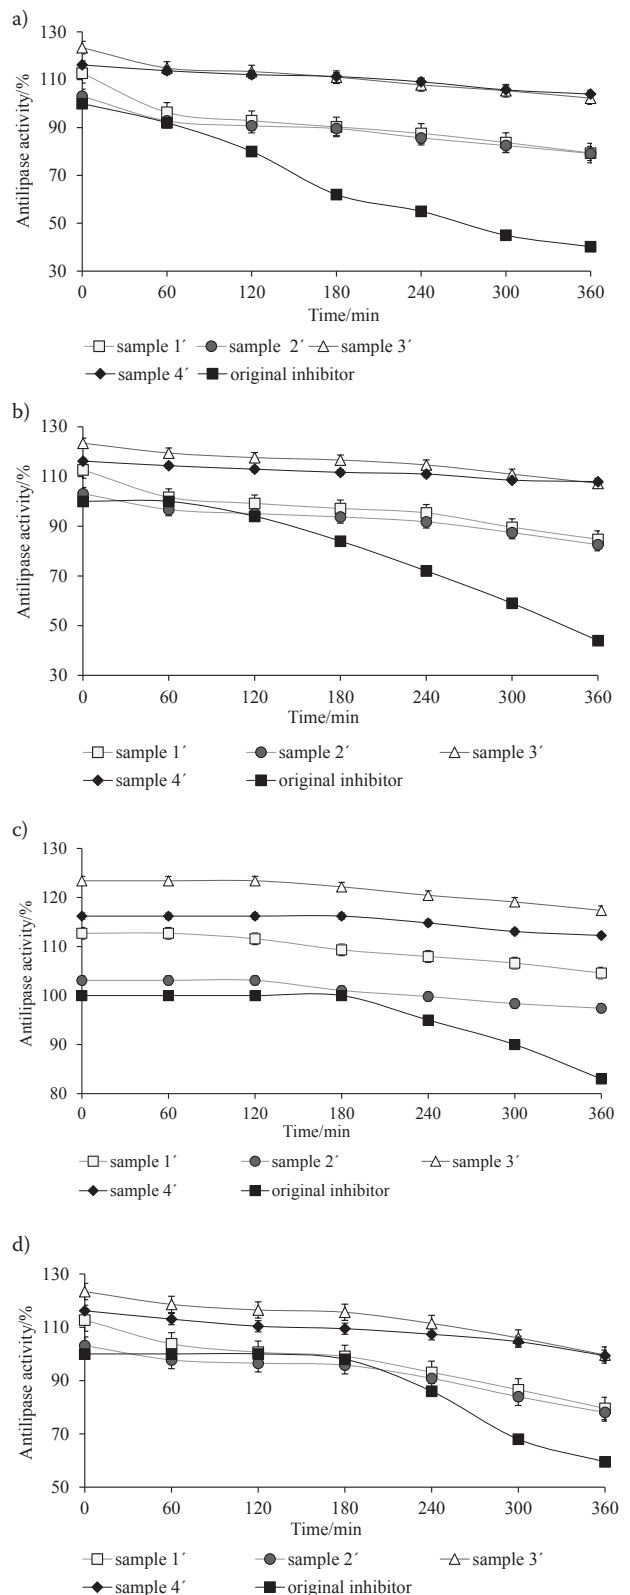 a)
130
110
90
70
50
30
Antilipase activity/%
0 60 120 180 240 300 360
Time/min
sample 1´ sample 2´ sample 3´
sample 4´ original inhibitor
b)
130
110
90
70
50
30
Antilipase activity/%
0 60 120 180 240 300 360
Time/min
sample 1´ sample 2´ sample 3´
sample 4´ original inhibitor
c)
130
120
110
100
90
80
Antilipase activity/%
0 60 120 180 240 300 360
Time/min
sample 1´ sample 2´ sample 3´
sample 4´ original inhibitor
d)
130
110
90
70
50
Antilipase activity/%
0 60 120 180 240 300 360
Time/min
sample 1´ sample 2´ sample 3´
sample 4´ original inhibitor